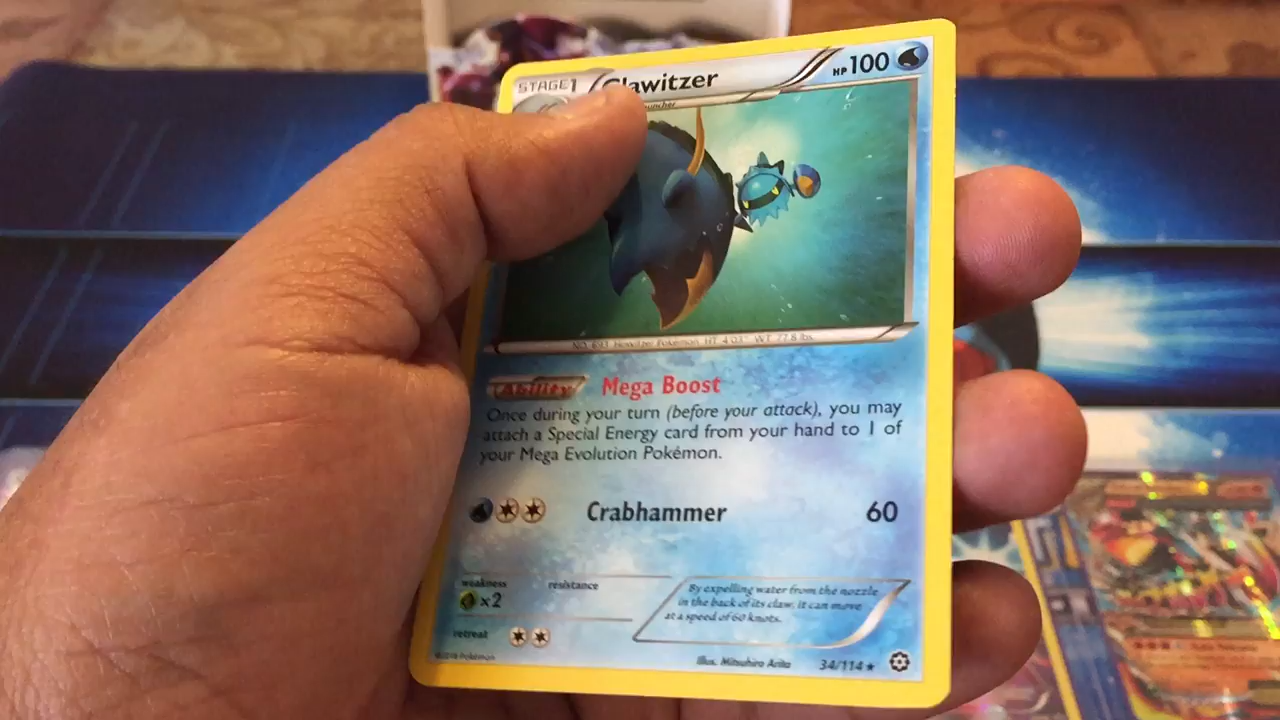 STAGE1 Clawitzer HP100
NO. 693 Howitzer Pokémon HT: 4'03" WT: 77.8 lbs.
Ability Mega Boost
Once during your turn (before your attack), you may
attach a Special Energy card from your hand to 1 of
your Mega Evolution Pokémon.
Crabhammer 60
weakness resistance
×2
By expelling water from the nozzle
in the back of its claw, it can move
at a speed of 60 knots.
retreat
©2016 Pokémon Illus. Mitsuhiro Arita 34/114★